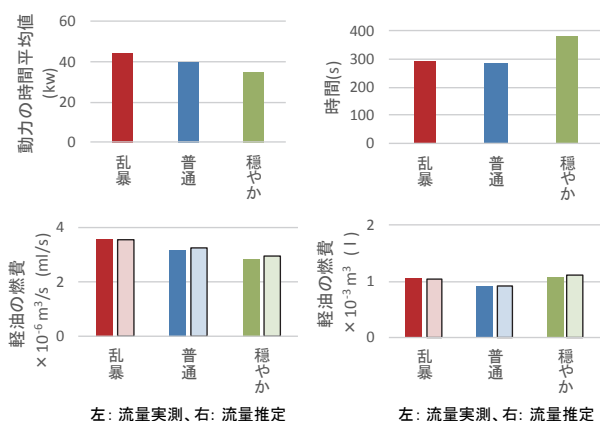 動力の時間平均値
(kw)
60
40
20
0
乱暴
普通
穏やか
時間(s)
400
300
200
100
0
乱暴
普通
穏やか
軽油の燃費
×10⁻⁶ m³/s (ml/s)
4
2
0
乱暴
普通
穏やか
左: 流量実測、右: 流量推定
軽油の燃費
×10⁻³ m³ (l)
2
1
0
乱暴
普通
穏やか
左: 流量実測、右: 流量推定